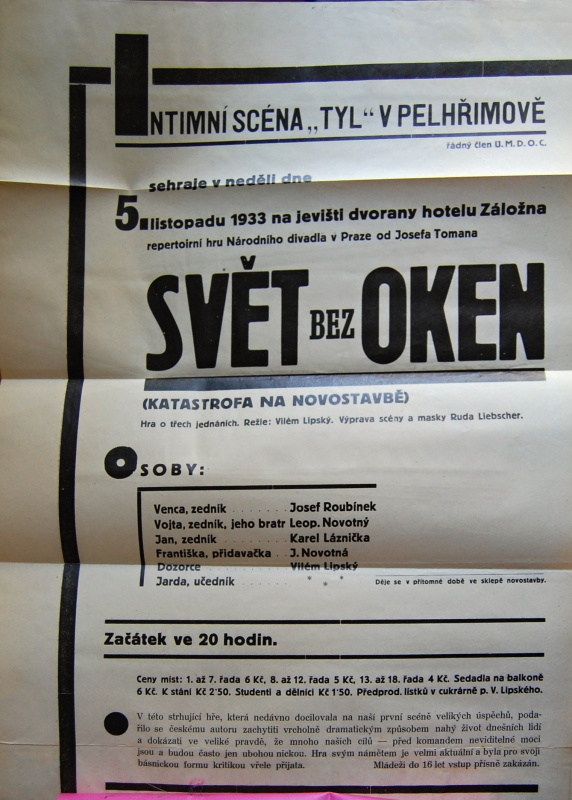 INTIMNÍ SCÉNA „TYL“ V PELHŘIMOVĚ
řádný člen U. M. D. O. C.
sehraje v neděli dne
5. listopadu 1933 na jevišti dvorany hotelu Záložna
repertoirní hru Národního divadla v Praze od Josefa Tomana
SVĚT BEZ OKEN
(KATASTROFA NA NOVOSTAVBĚ)
Hra o třech jednáních. Režie: Vilém Lipský. Výprava scény a masky Ruda Liebscher.
OSOBY:
Venca, zedník . . . . . . . Josef Roubínek
Vojta, zedník, jeho bratr Leop. Novotný
Jan, zedník . . . . . . . . Karel Láznička
Františka, přidavačka . . J. Novotná
Dozorce . . . . . . . . . . Vilém Lipský
Jarda, učedník . . . . . . . * * *
Děje se v přítomné době ve sklepě novostavby.
Začátek ve 20 hodin.
Ceny míst: 1. až 7. řada 6 Kč, 8. až 12. řada 5 Kč, 13. až 18. řada 4 Kč. Sedadla na balkoně
6 Kč. K stání Kč 2·50. Studenti a dělníci Kč 1·50. Předprod. lístků v cukrárně p. V. Lipského.
V této strhující hře, která nedávno docilovala na naší první scéně velikých úspěchů, poda-
řilo se českému autoru zachytiti vrcholně dramatickým způsobem nahý život dnešních lidí
a dokázati ve veliké pravdě, že mnoho našich cílů — před komandem neviditelné moci
jsou a budou často jen ubohou nickou. Hra svým námětem je velmi aktuální a byla pro svoji
básnickou formu kritikou vřele přijata. Mládeži do 16 let vstup přísně zakázán.